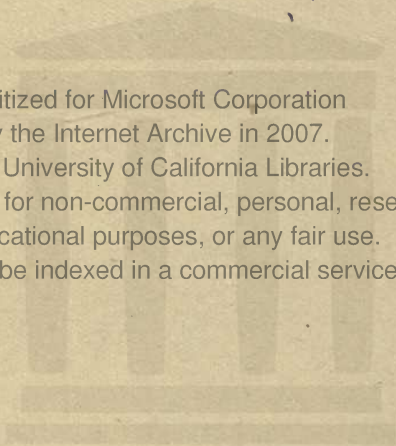 itized for Microsoft Corporation
the Internet Archive in 2007.
University of California Libraries.
for non-commercial, personal, rese
cational purposes, or any fair use.
be indexed in a commercial service